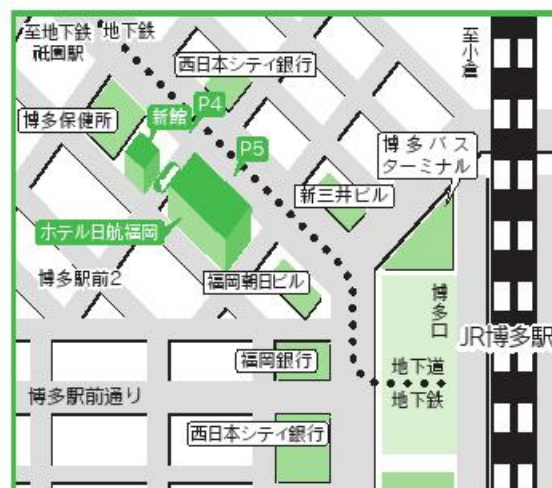 至地下鉄
祇園駅
地下鉄
西日本シティ銀行
至小倉
P4
新館
博多保健所
P5
博多バス
ターミナル
新三井ビル
ホテル日航福岡
博多駅前2
福岡朝日ビル
博多口
JR博多駅
福岡銀行
地下道
地下鉄
博多駅前通り
西日本シティ銀行